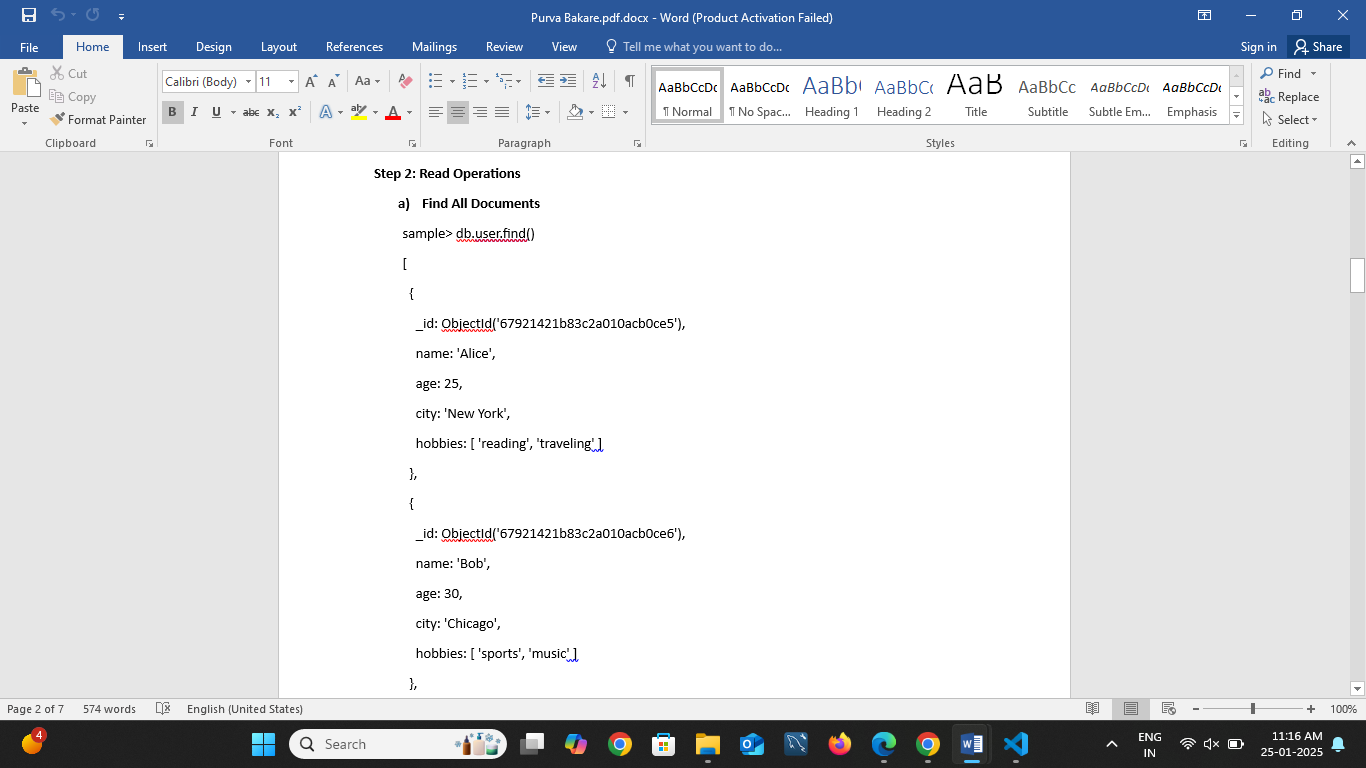 Purva Bakare.pdf.docx - Word (Product Activation Failed)
File Home Insert Design Layout References Mailings Review View Tell me what you want to do... Sign in Share
Paste
Cut
Copy
Format Painter
Clipboard
Calibri (Body) 11 A A Aa
B I U abc x₂ x² A A
Font
Paragraph
AaBbCcDc AaBbCcDc AaBb( AaBbCc AaB AaBbCc AaBbCcDc AaBbCcDc
¶ Normal ¶ No Spac... Heading 1 Heading 2 Title Subtitle Subtle Em... Emphasis
Styles
Find
Replace
Select
Editing
Step 2: Read Operations
a) Find All Documents
sample> db.user.find()
[
{
_id: ObjectId('67921421b83c2a010acb0ce5'),
name: 'Alice',
age: 25,
city: 'New York',
hobbies: [ 'reading', 'traveling' ]
},
{
_id: ObjectId('67921421b83c2a010acb0ce6'),
name: 'Bob',
age: 30,
city: 'Chicago',
hobbies: [ 'sports', 'music' ]
},
Page 2 of 7 574 words English (United States) 100%
4
Search
ENG
IN
11:16 AM
25-01-2025